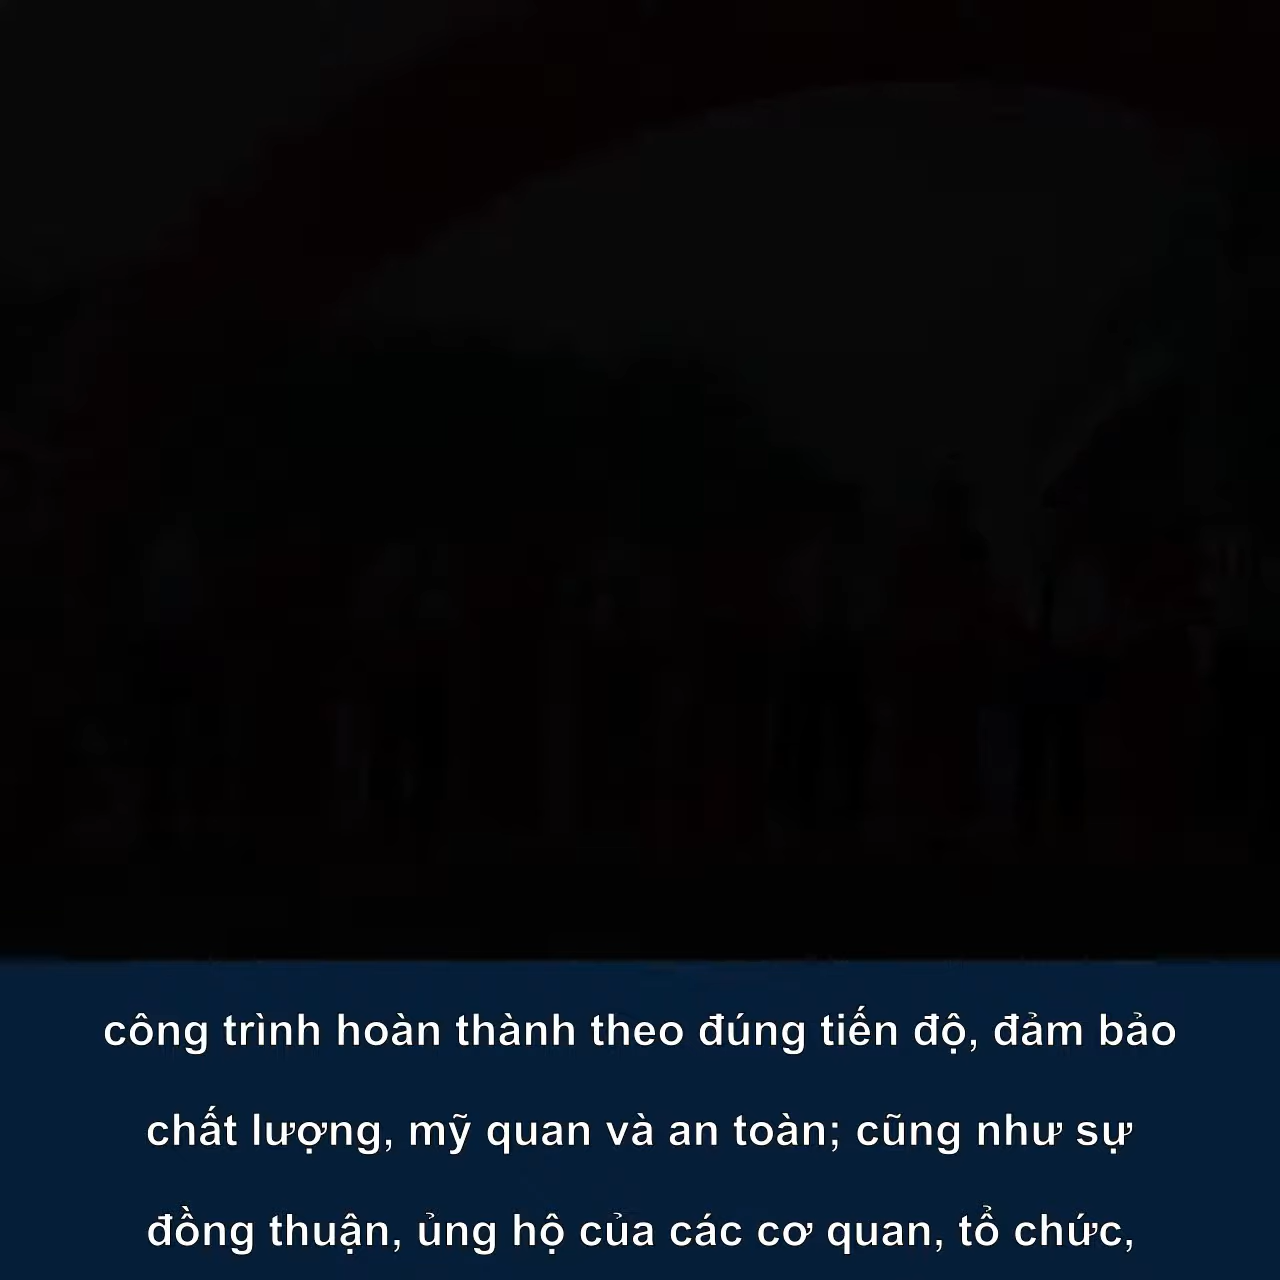 công trình hoàn thành theo đúng tiến độ, đảm bảo
chất lượng, mỹ quan và an toàn; cũng như sự
đồng thuận, ủng hộ của các cơ quan, tổ chức,